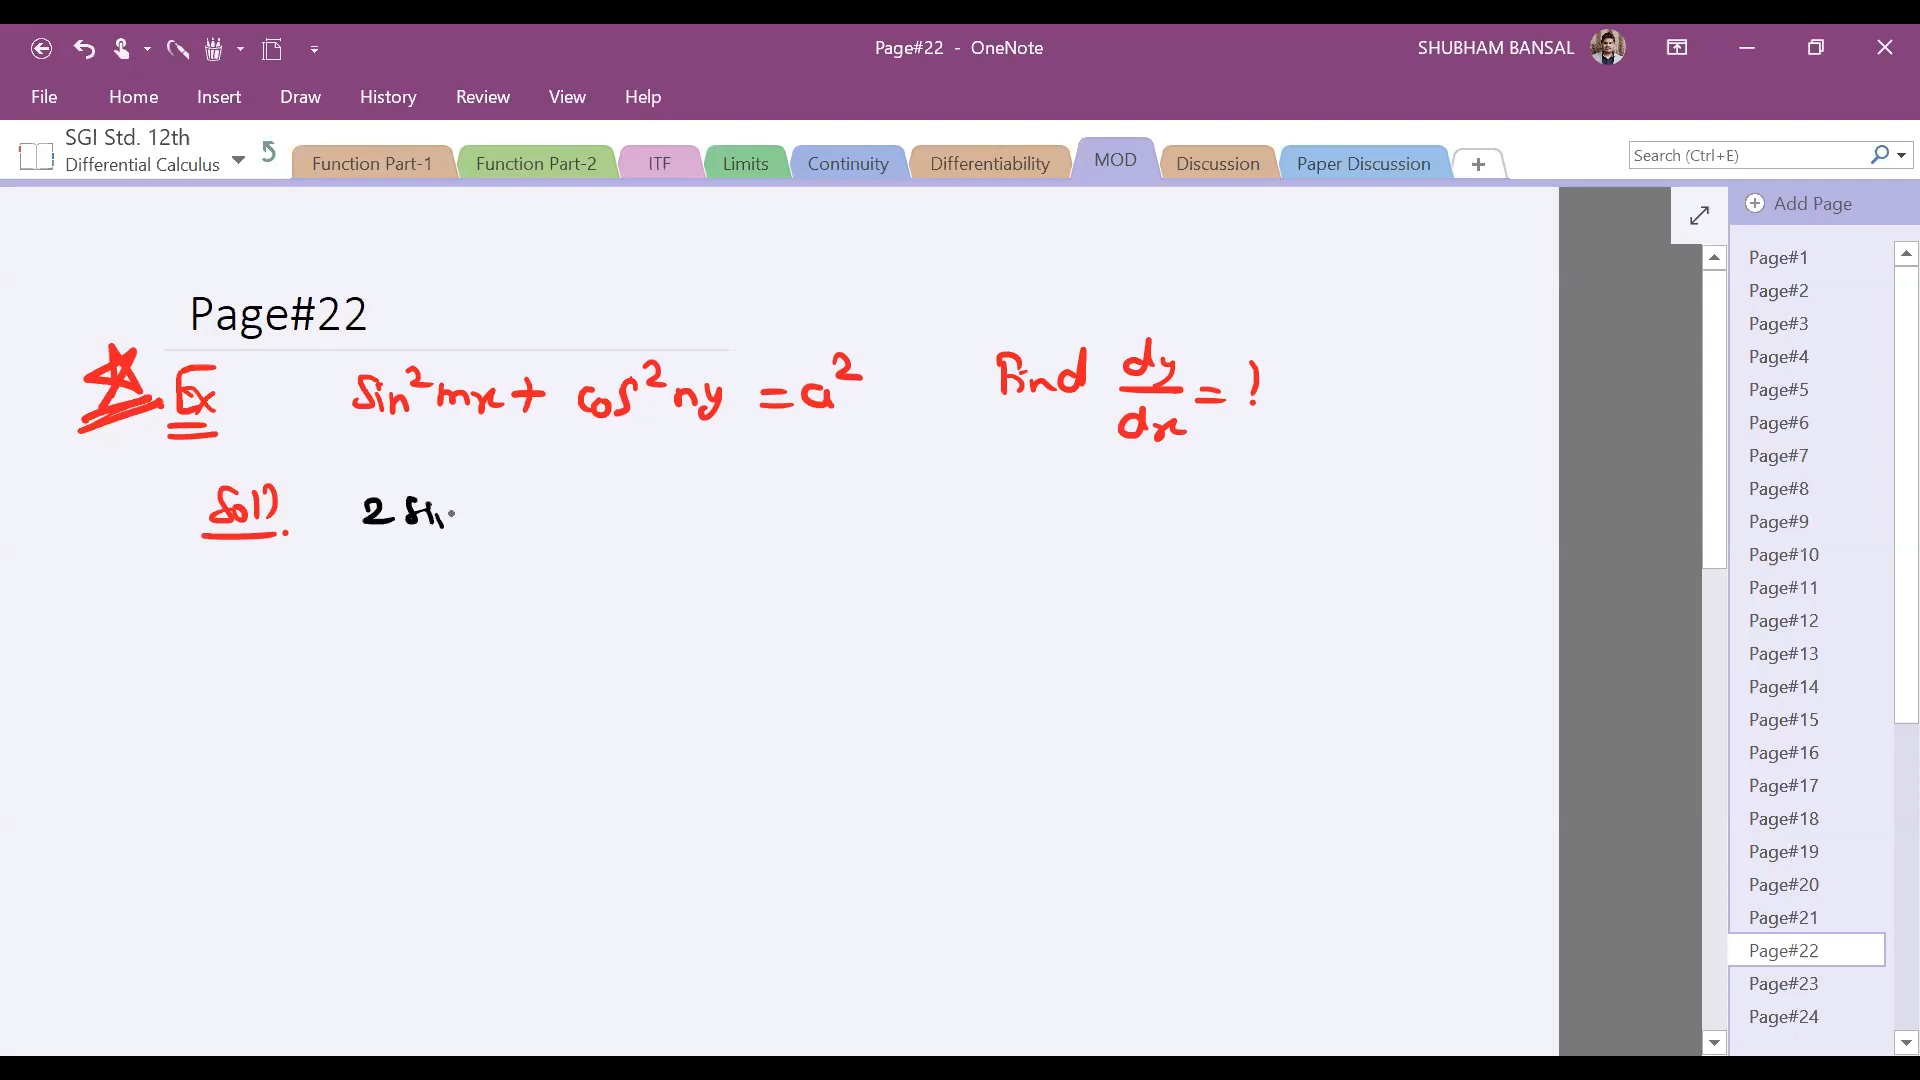 Page#22 - OneNote
SHUBHAM BANSAL
File Home Insert Draw History Review View Help
SGI Std. 12th
Differential Calculus
Function Part-1 Function Part-2 ITF Limits Continuity Differentiability MOD Discussion Paper Discussion
Search (Ctrl+E)
Add Page
Page#22
Ex sin²mx + cos²ny = a² Find dy/dx = ?
Sol).
2 si
Page#1
Page#2
Page#3
Page#4
Page#5
Page#6
Page#7
Page#8
Page#9
Page#10
Page#11
Page#12
Page#13
Page#14
Page#15
Page#16
Page#17
Page#18
Page#19
Page#20
Page#21
Page#22
Page#23
Page#24